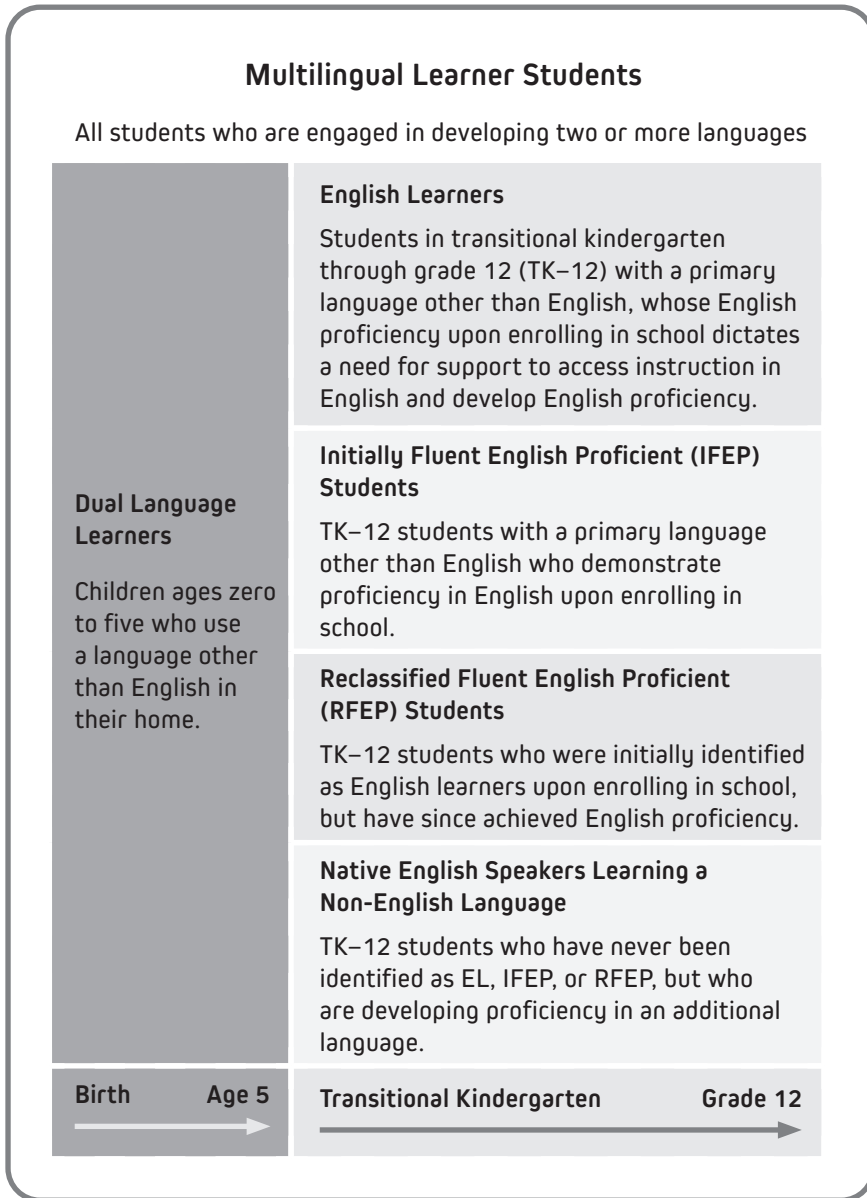 Multilingual Learner Students
All students who are engaged in developing two or more languages
Dual Language
Learners
Children ages zero
to five who use
a language other
than English in
their home.
English Learners
Students in transitional kindergarten
through grade 12 (TK–12) with a primary
language other than English, whose English
proficiency upon enrolling in school dictates
a need for support to access instruction in
English and develop English proficiency.
Initially Fluent English Proficient (IFEP)
Students
TK–12 students with a primary language
other than English who demonstrate
proficiency in English upon enrolling in
school.
Reclassified Fluent English Proficient
(RFEP) Students
TK–12 students who were initially identified
as English learners upon enrolling in school,
but have since achieved English proficiency.
Native English Speakers Learning a
Non-English Language
TK–12 students who have never been
identified as EL, IFEP, or RFEP, but who
are developing proficiency in an additional
language.
Birth Age 5
Transitional Kindergarten Grade 12